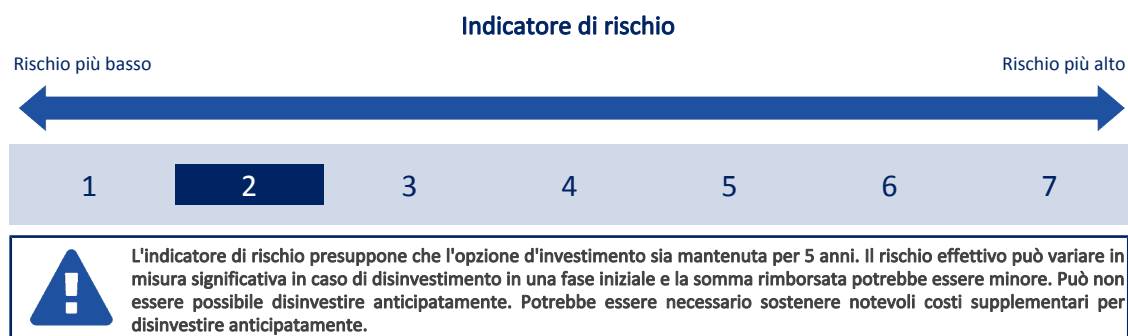 Indicatore di rischio
Rischio più basso
Rischio più alto
1 2 3 4 5 6 7
L'indicatore di rischio presuppone che l'opzione d'investimento sia mantenuta per 5 anni. Il rischio effettivo può variare in
misura significativa in caso di disinvestimento in una fase iniziale e la somma rimborsata potrebbe essere minore. Può non
essere possibile disinvestire anticipatamente. Potrebbe essere necessario sostenere notevoli costi supplementari per
disinvestire anticipatamente.